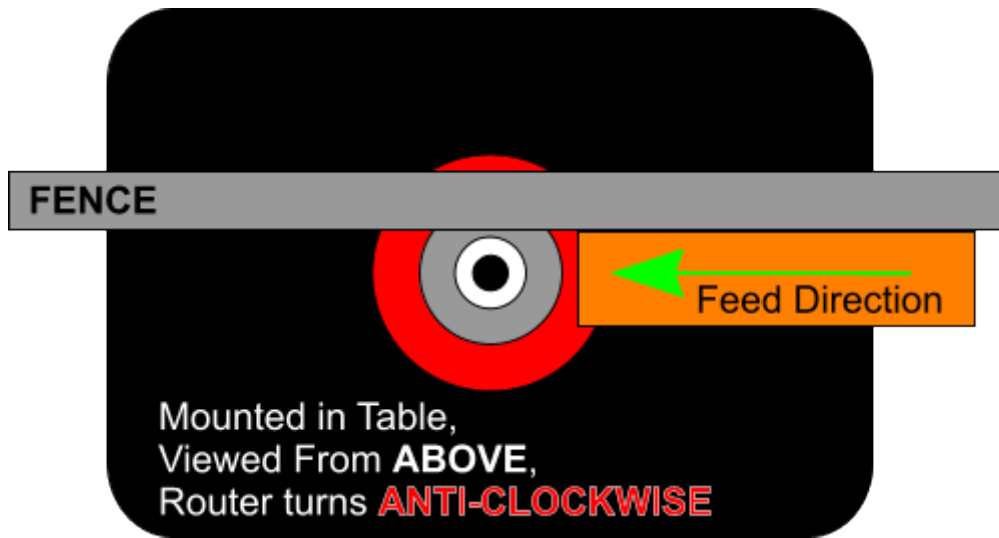 FENCE
Feed Direction
Mounted in Table,
Viewed From ABOVE,
Router turns ANTI-CLOCKWISE